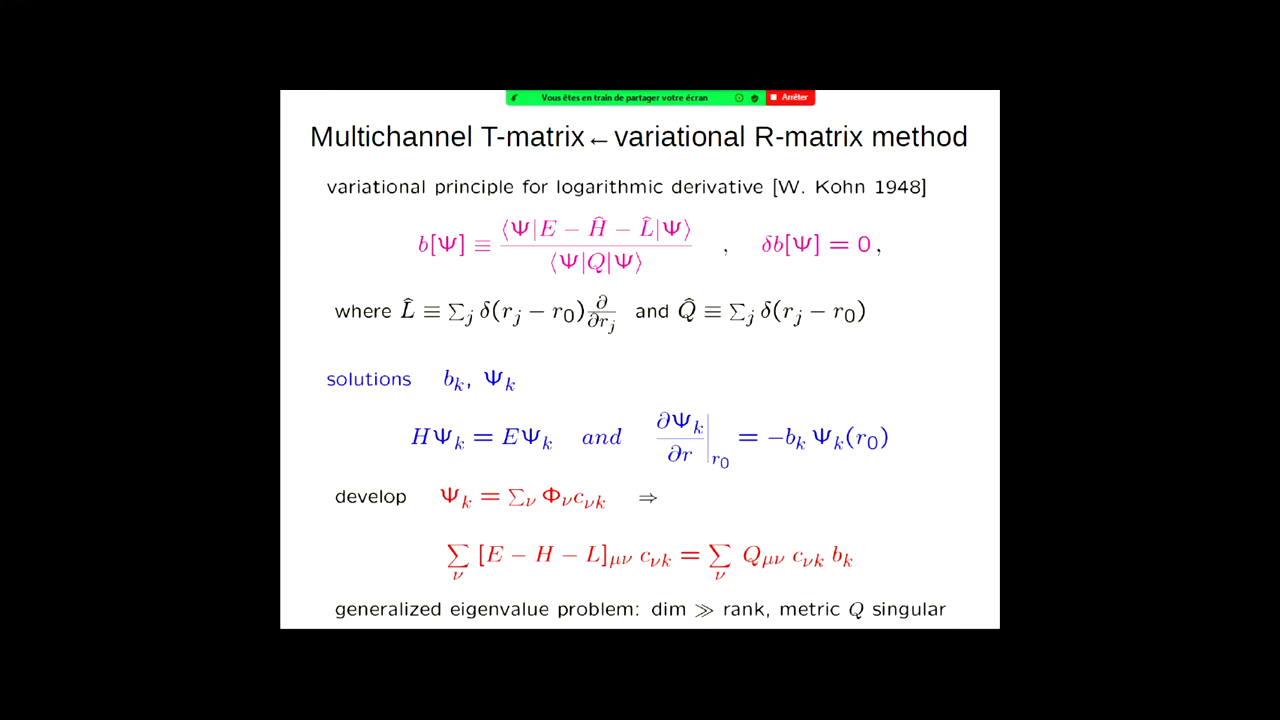 Vous êtes en train de partager votre écran Arrêter
Multichannel T-matrix ← variational R-matrix method
variational principle for logarithmic derivative [W. Kohn 1948]
b[Ψ] ≡ ⟨Ψ|E − Ĥ − L̂|Ψ⟩ / ⟨Ψ|Q|Ψ⟩ , δb[Ψ] = 0 ,
where L̂ ≡ ∑_j δ(r_j − r_0) ∂/∂r_j and Q̂ ≡ ∑_j δ(r_j − r_0)
solutions b_k, Ψ_k
HΨ_k = EΨ_k and ∂Ψ_k/∂r |_{r_0} = −b_k Ψ_k(r_0)
develop Ψ_k = ∑_ν Φ_ν c_{νk} ⇒
∑_ν [E − H − L]_{μν} c_{νk} = ∑_ν Q_{μν} c_{νk} b_k
generalized eigenvalue problem: dim ≫ rank, metric Q singular